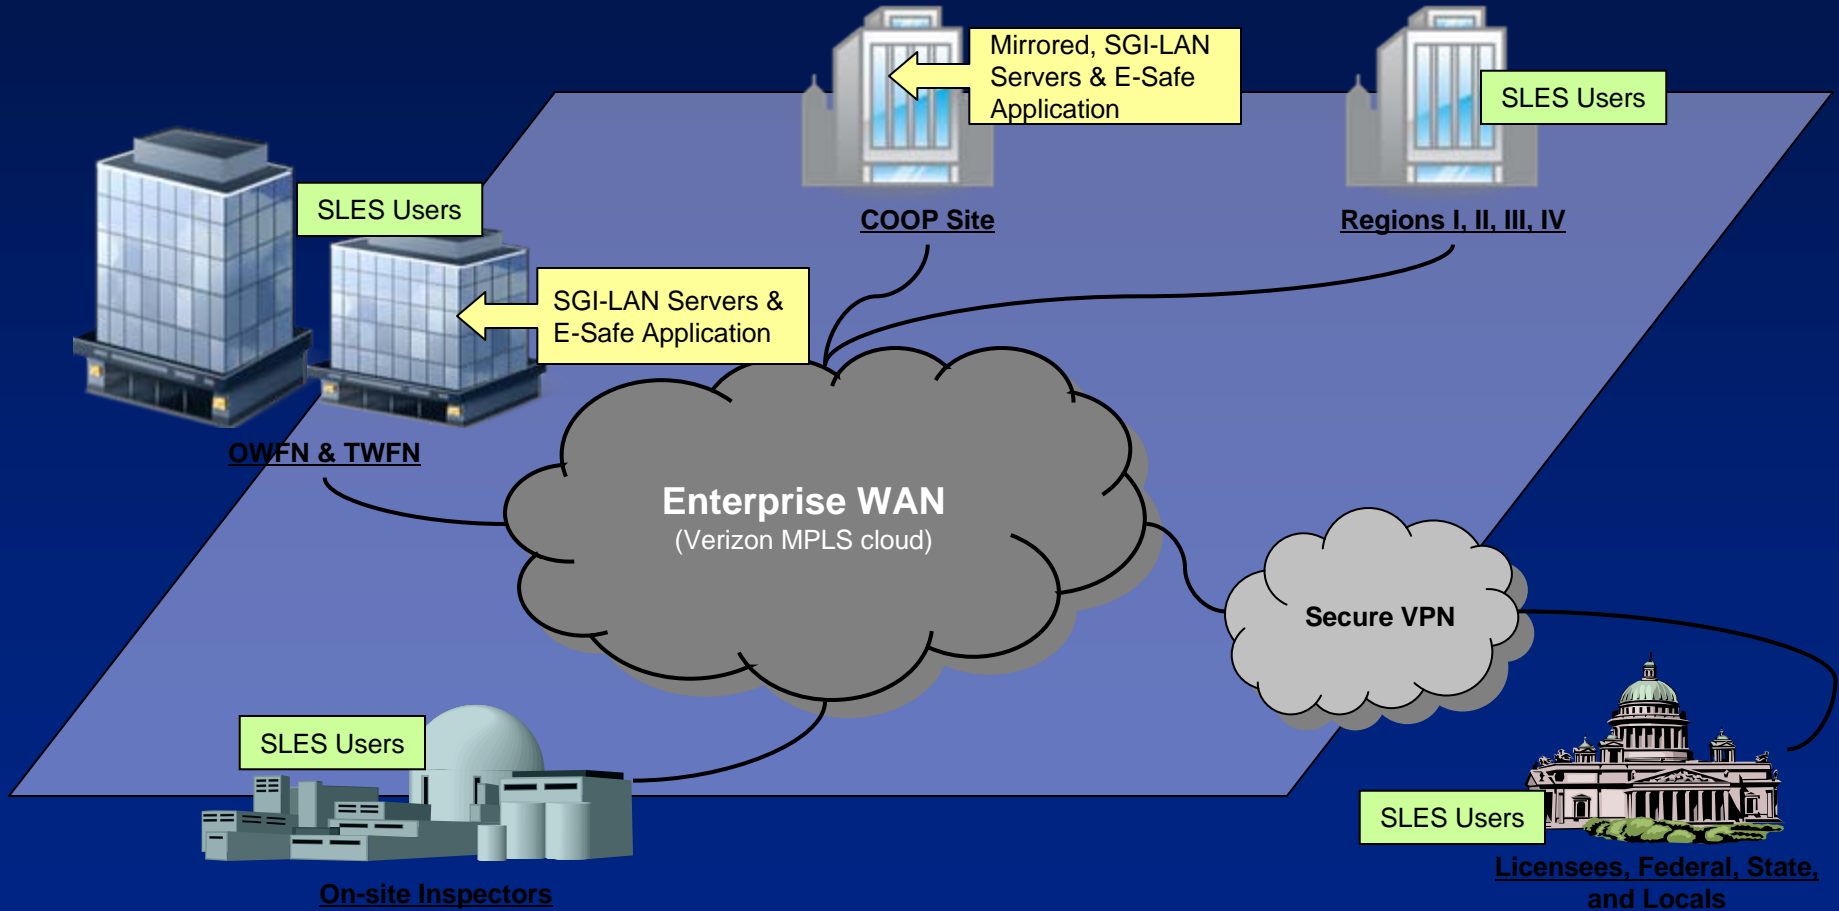 Mirrored, SGI-LAN
Servers & E-Safe
Application
SLES Users
SLES Users
COOP Site
Regions I, II, III, IV
SGI-LAN Servers &
E-Safe Application
OWFN & TWFN
Enterprise WAN
(Verizon MPLS cloud)
Secure VPN
SLES Users
SLES Users
On-site Inspectors
Licensees, Federal, State,
and Locals